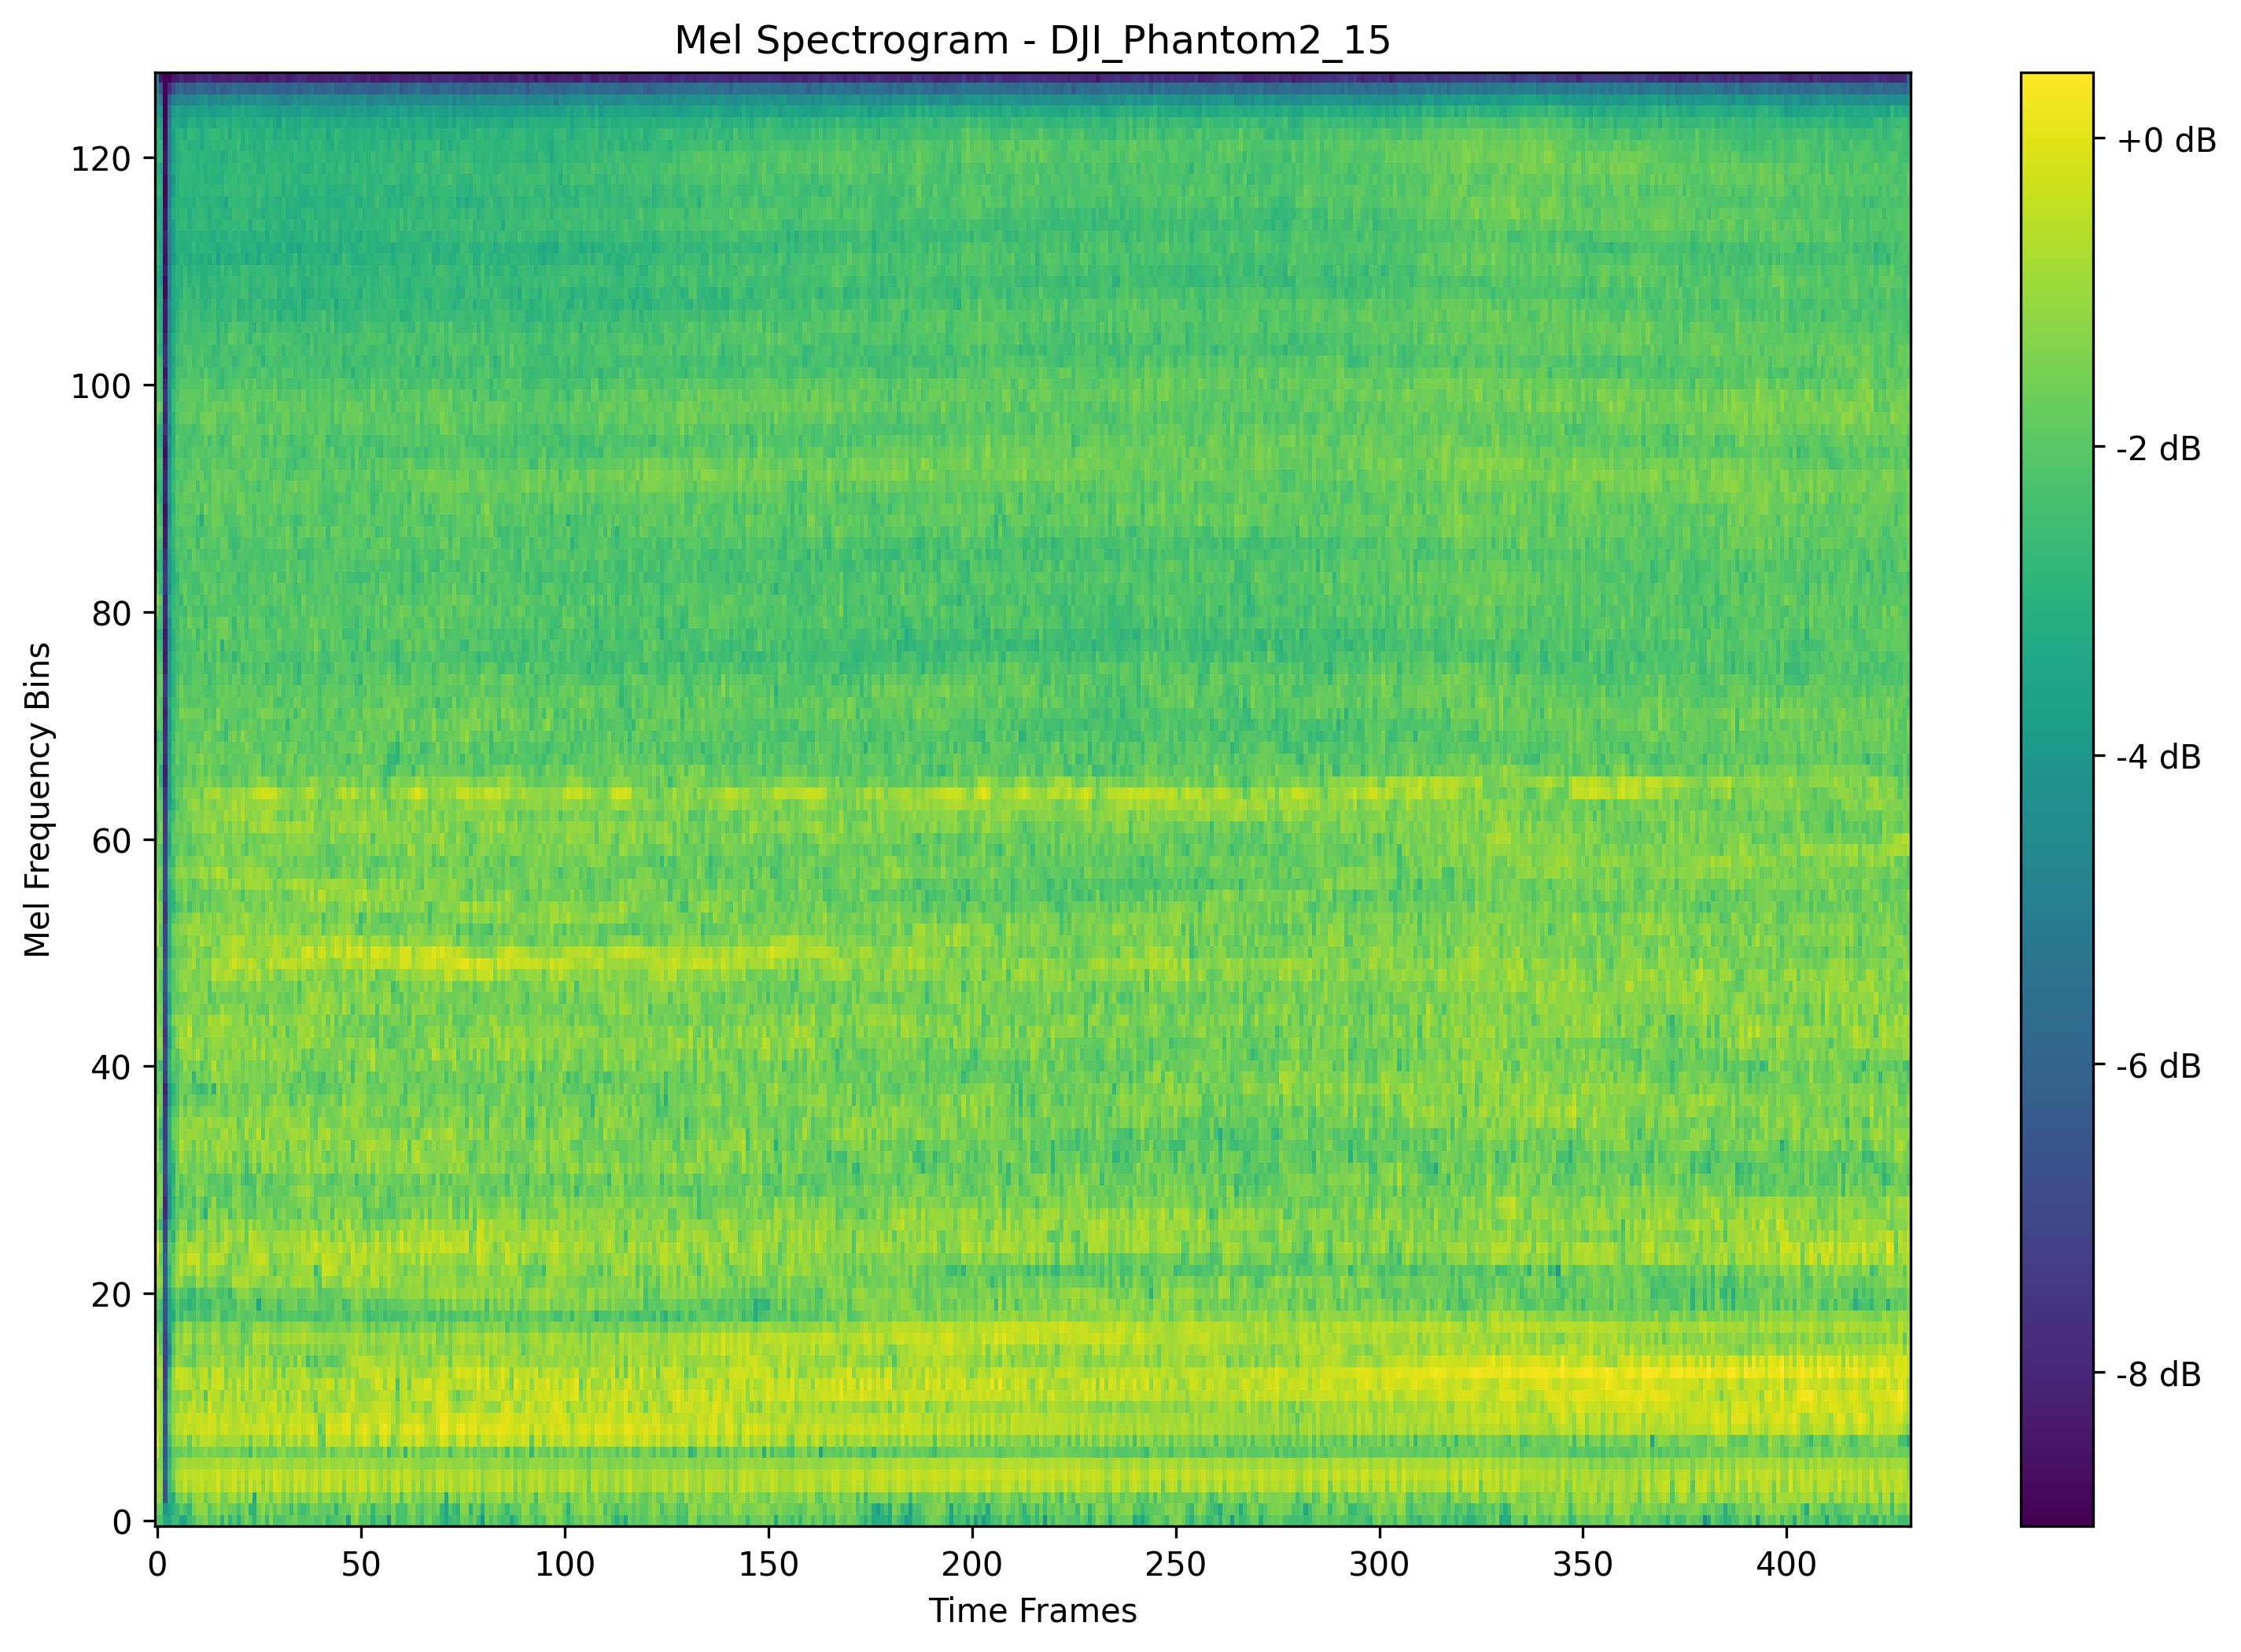 Mel Spectrogram - DJI_Phantom2_15
Mel Frequency Bins
120
100
80
60
40
20
0
0 50 100 150 200 250 300 350 400
Time Frames
+0 dB
-2 dB
-4 dB
-6 dB
-8 dB